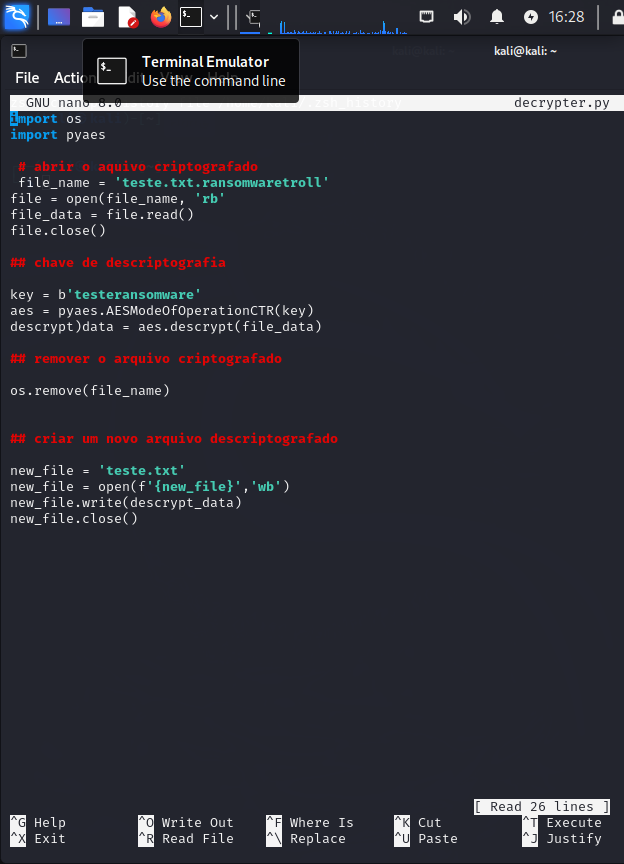 16:28
kali@kali: ~
Terminal Emulator
Use the command line
File Action
GNU nano 8.0 decrypter.py
import os
import pyaes
# abrir o aquivo criptografado
file_name = 'teste.txt.ransomwaretroll'
file = open(file_name, 'rb'
file_data = file.read()
file.close()
## chave de descriptografia
key = b'testeransomware'
aes = pyaes.AESModeOfOperationCTR(key)
descrypt)data = aes.descrypt(file_data)
## remover o arquivo criptografado
os.remove(file_name)
## criar um novo arquivo descriptografado
new_file = 'teste.txt'
new_file = open(f'{new_file}','wb')
new_file.write(descrypt_data)
new_file.close()
[ Read 26 lines ]
^G Help ^O Write Out ^F Where Is ^K Cut ^T Execute
^X Exit ^R Read File ^\ Replace ^U Paste ^J Justify